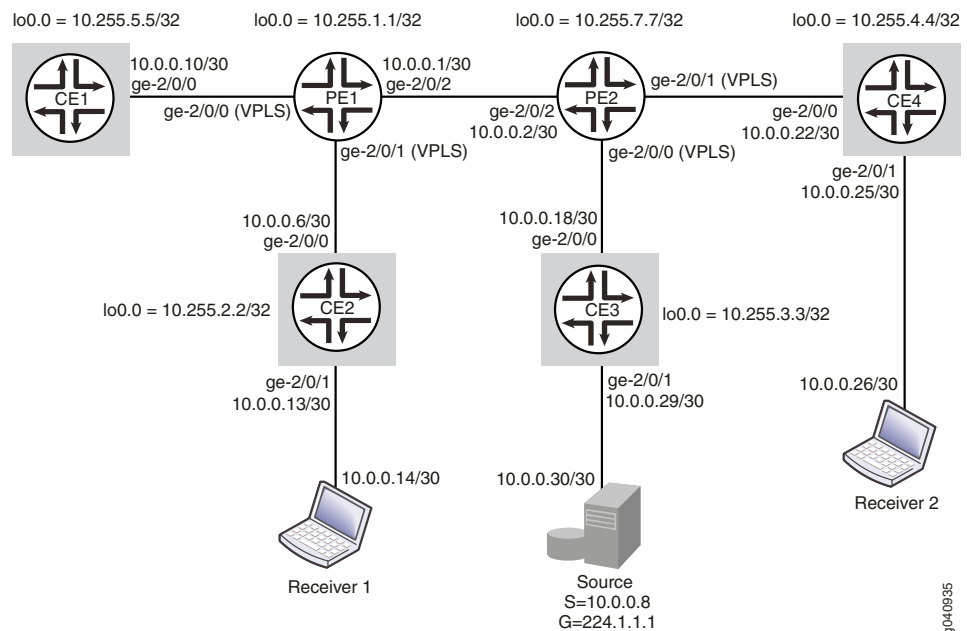 lo0.0 = 10.255.5.5/32
lo0.0 = 10.255.1.1/32
lo0.0 = 10.255.7.7/32
lo0.0 = 10.255.4.4/32
10.0.0.10/30
ge-2/0/0
CE1
ge-2/0/0 (VPLS)
PE1
10.0.0.1/30
ge-2/0/2
ge-2/0/2
10.0.0.2/30
PE2
ge-2/0/1 (VPLS)
ge-2/0/0
10.0.0.22/30
CE4
ge-2/0/1 (VPLS)
ge-2/0/0 (VPLS)
ge-2/0/1
10.0.0.25/30
10.0.0.6/30
ge-2/0/0
10.0.0.18/30
ge-2/0/0
lo0.0 = 10.255.2.2/32
CE2
CE3
lo0.0 = 10.255.3.3/32
ge-2/0/1
10.0.0.13/30
ge-2/0/1
10.0.0.29/30
10.0.0.26/30
10.0.0.14/30
10.0.0.30/30
Receiver 2
Receiver 1
Source
S=10.0.0.8
G=224.1.1.1
g040935